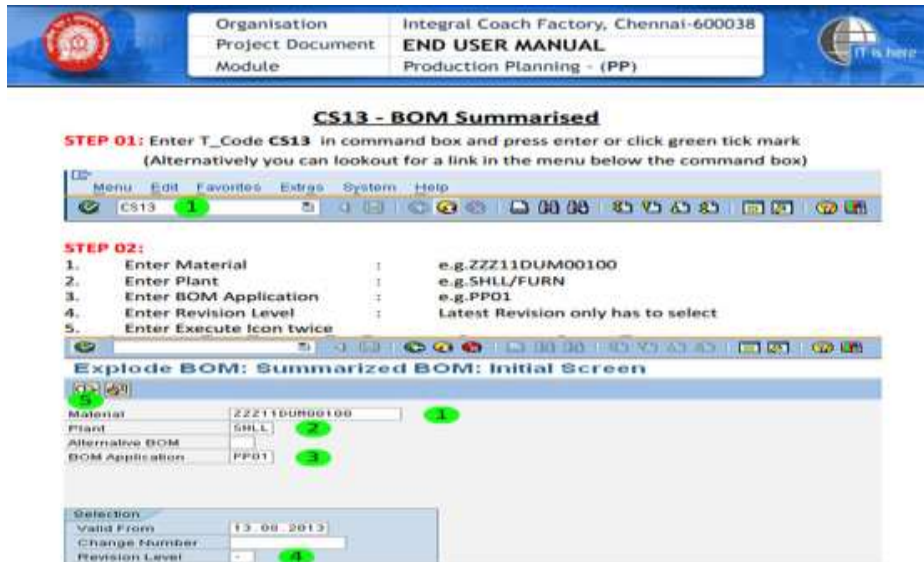 Organisation Integral Coach Factory, Chennai-600038
Project Document END USER MANUAL
Module Production Planning - (PP)
IT is here
CS13 - BOM Summarised
STEP 01: Enter T_Code CS13 in command box and press enter or click green tick mark
(Alternatively you can lookout for a link in the menu below the command box)
Menu Edit Favorites Extras System Help
CS13 1
STEP 02:
1. Enter Material : e.g.ZZZ11DUM00100
2. Enter Plant : e.g.SHLL/FURN
3. Enter BOM Application : e.g.PP01
4. Enter Revision Level : Latest Revision only has to select
5. Enter Execute Icon twice
Explode BOM: Summarized BOM: Initial Screen
5
Material ZZZ11DUM00100 1
Plant SHLL 2
Alternative BOM
BOM Application PP01 3
Selection
Valid From 13.08.2013
Change Number
Revision Level - 4